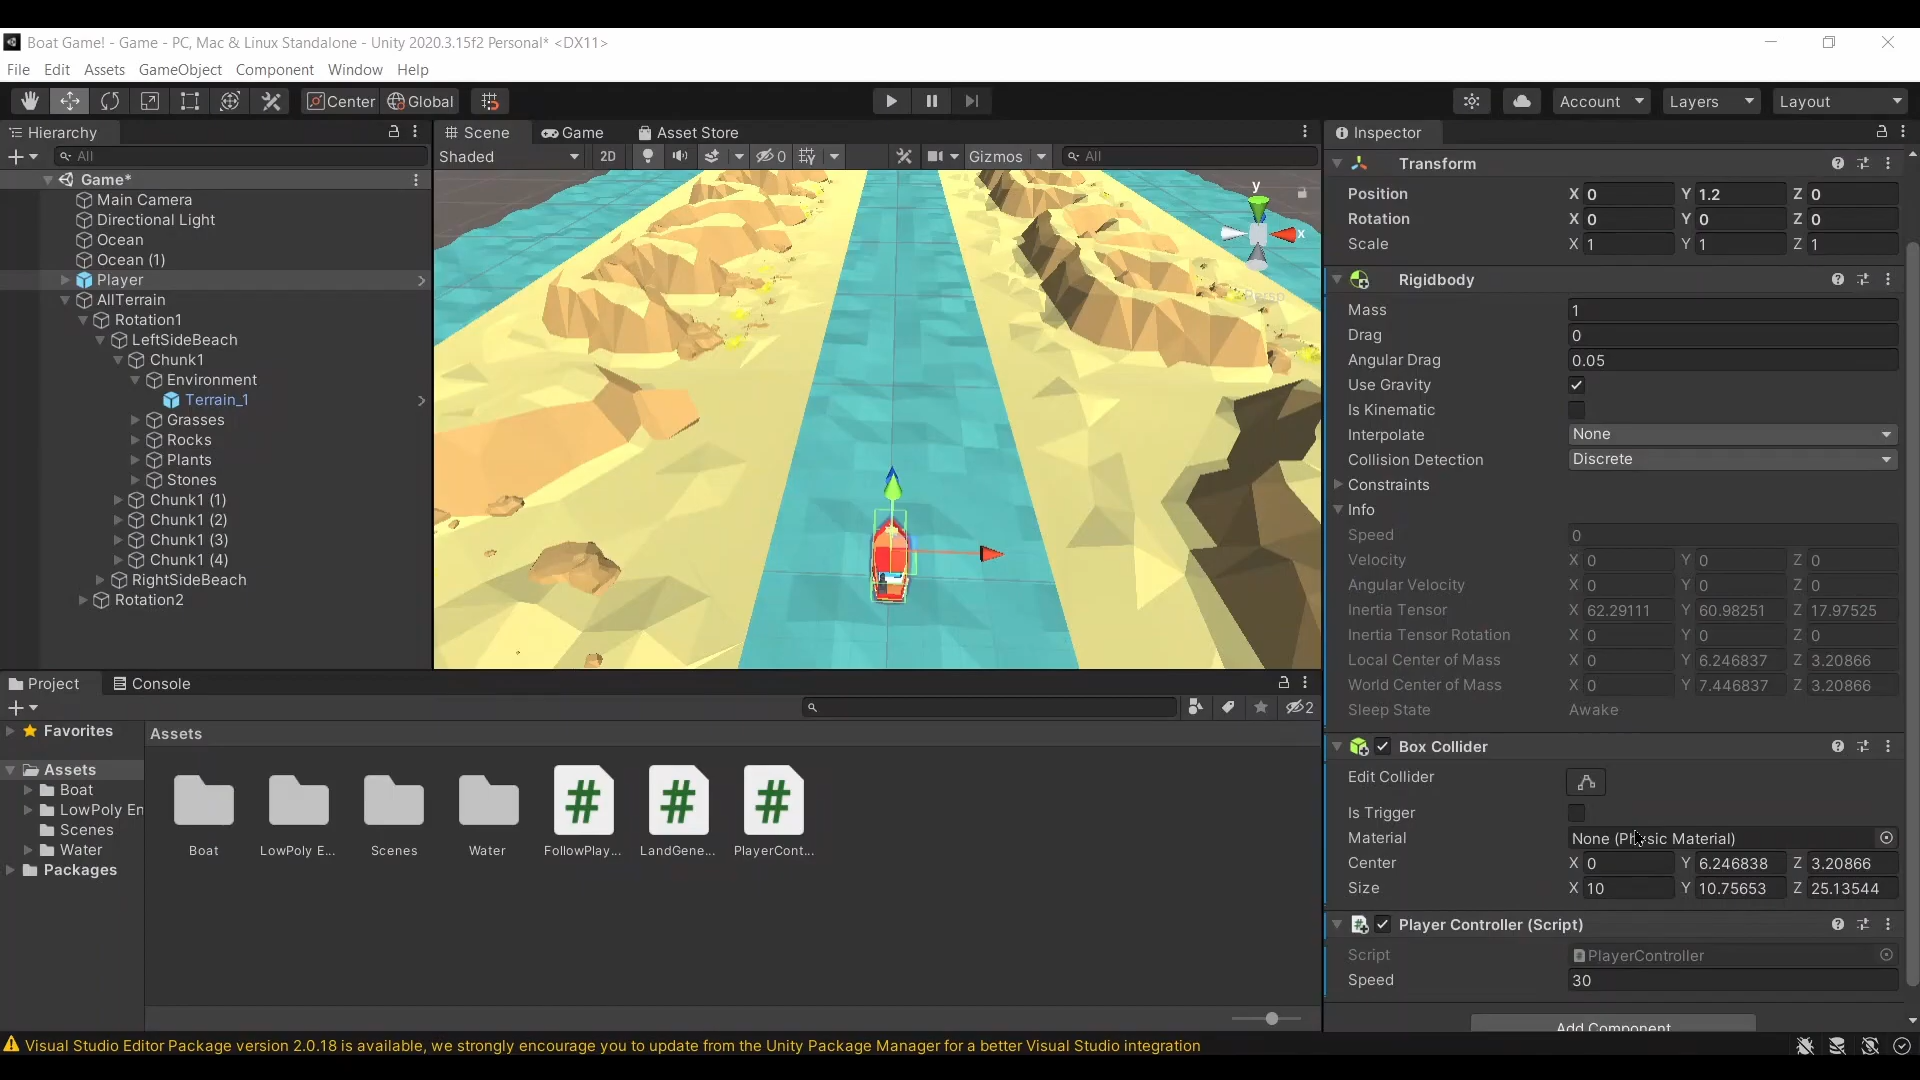 Boat Game! - Game - PC, Mac & Linux Standalone - Unity 2020.3.15f2 Personal* <DX11>
File Edit Assets GameObject Component Window Help
Center Global Account Layers Layout
Hierarchy
All
Game*
Main Camera
Directional Light
Ocean
Ocean (1)
Player
AllTerrain
Rotation1
LeftSideBeach
Chunk1
Environment
Terrain_1
Grasses
Rocks
Plants
Stones
Chunk1 (1)
Chunk1 (2)
Chunk1 (3)
Chunk1 (4)
RightSideBeach
Rotation2
Scene Game Asset Store
Shaded 2D 0 Gizmos All
y
x
Persp
Inspector
Transform
Position X 0 Y 1.2 Z 0
Rotation X 0 Y 0 Z 0
Scale X 1 Y 1 Z 1
Rigidbody
Mass 1
Drag 0
Angular Drag 0.05
Use Gravity
Is Kinematic
Interpolate None
Collision Detection Discrete
Constraints
Info
Speed 0
Velocity X 0 Y 0 Z 0
Angular Velocity X 0 Y 0 Z 0
Inertia Tensor X 62.29111 Y 60.98251 Z 17.97525
Inertia Tensor Rotation X 0 Y 0 Z 0
Local Center of Mass X 0 Y 6.246837 Z 3.20866
World Center of Mass X 0 Y 7.446837 Z 3.20866
Sleep State Awake
Box Collider
Edit Collider
Is Trigger
Material None (Physic Material)
Center X 0 Y 6.246838 Z 3.20866
Size X 10 Y 10.75653 Z 25.13544
Player Controller (Script)
Script PlayerController
Speed 30
Add Component
Project Console
2
Favorites
Assets
Boat
LowPoly En
Scenes
Water
Packages
Assets
Boat LowPoly E... Scenes Water FollowPlay... LandGene... PlayerCont...
Visual Studio Editor Package version 2.0.18 is available, we strongly encourage you to update from the Unity Package Manager for a better Visual Studio integration